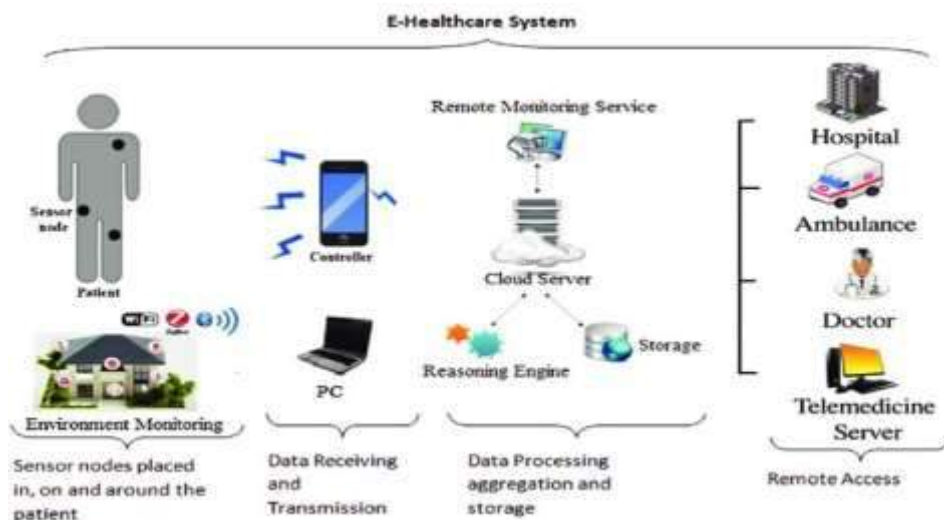 E-Healthcare System
Sensor
node
Patient
Wi Fi
Environment Monitoring
Sensor nodes placed
in, on and around the
patient
Controller
PC
Data Receiving
and
Transmission
Remote Monitoring Service
Cloud Server
Reasoning Engine
Storage
Data Processing
aggregation and
storage
Hospital
Ambulance
Doctor
Telemedicine
Server
Remote Access